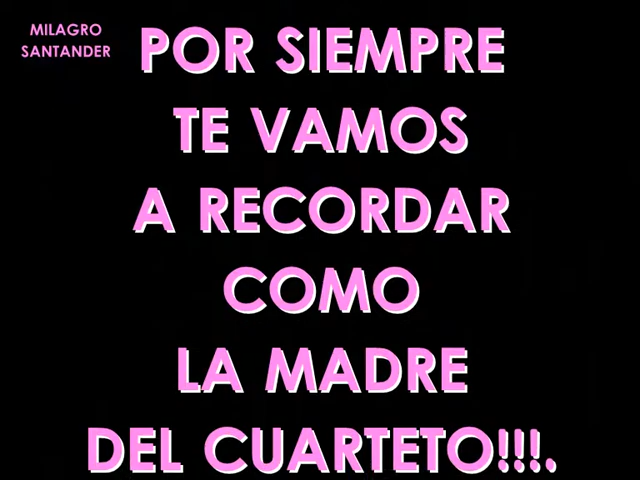 MILAGRO
SANTANDER
POR SIEMPRE
TE VAMOS
A RECORDAR
COMO
LA MADRE
DEL CUARTETO!!!.